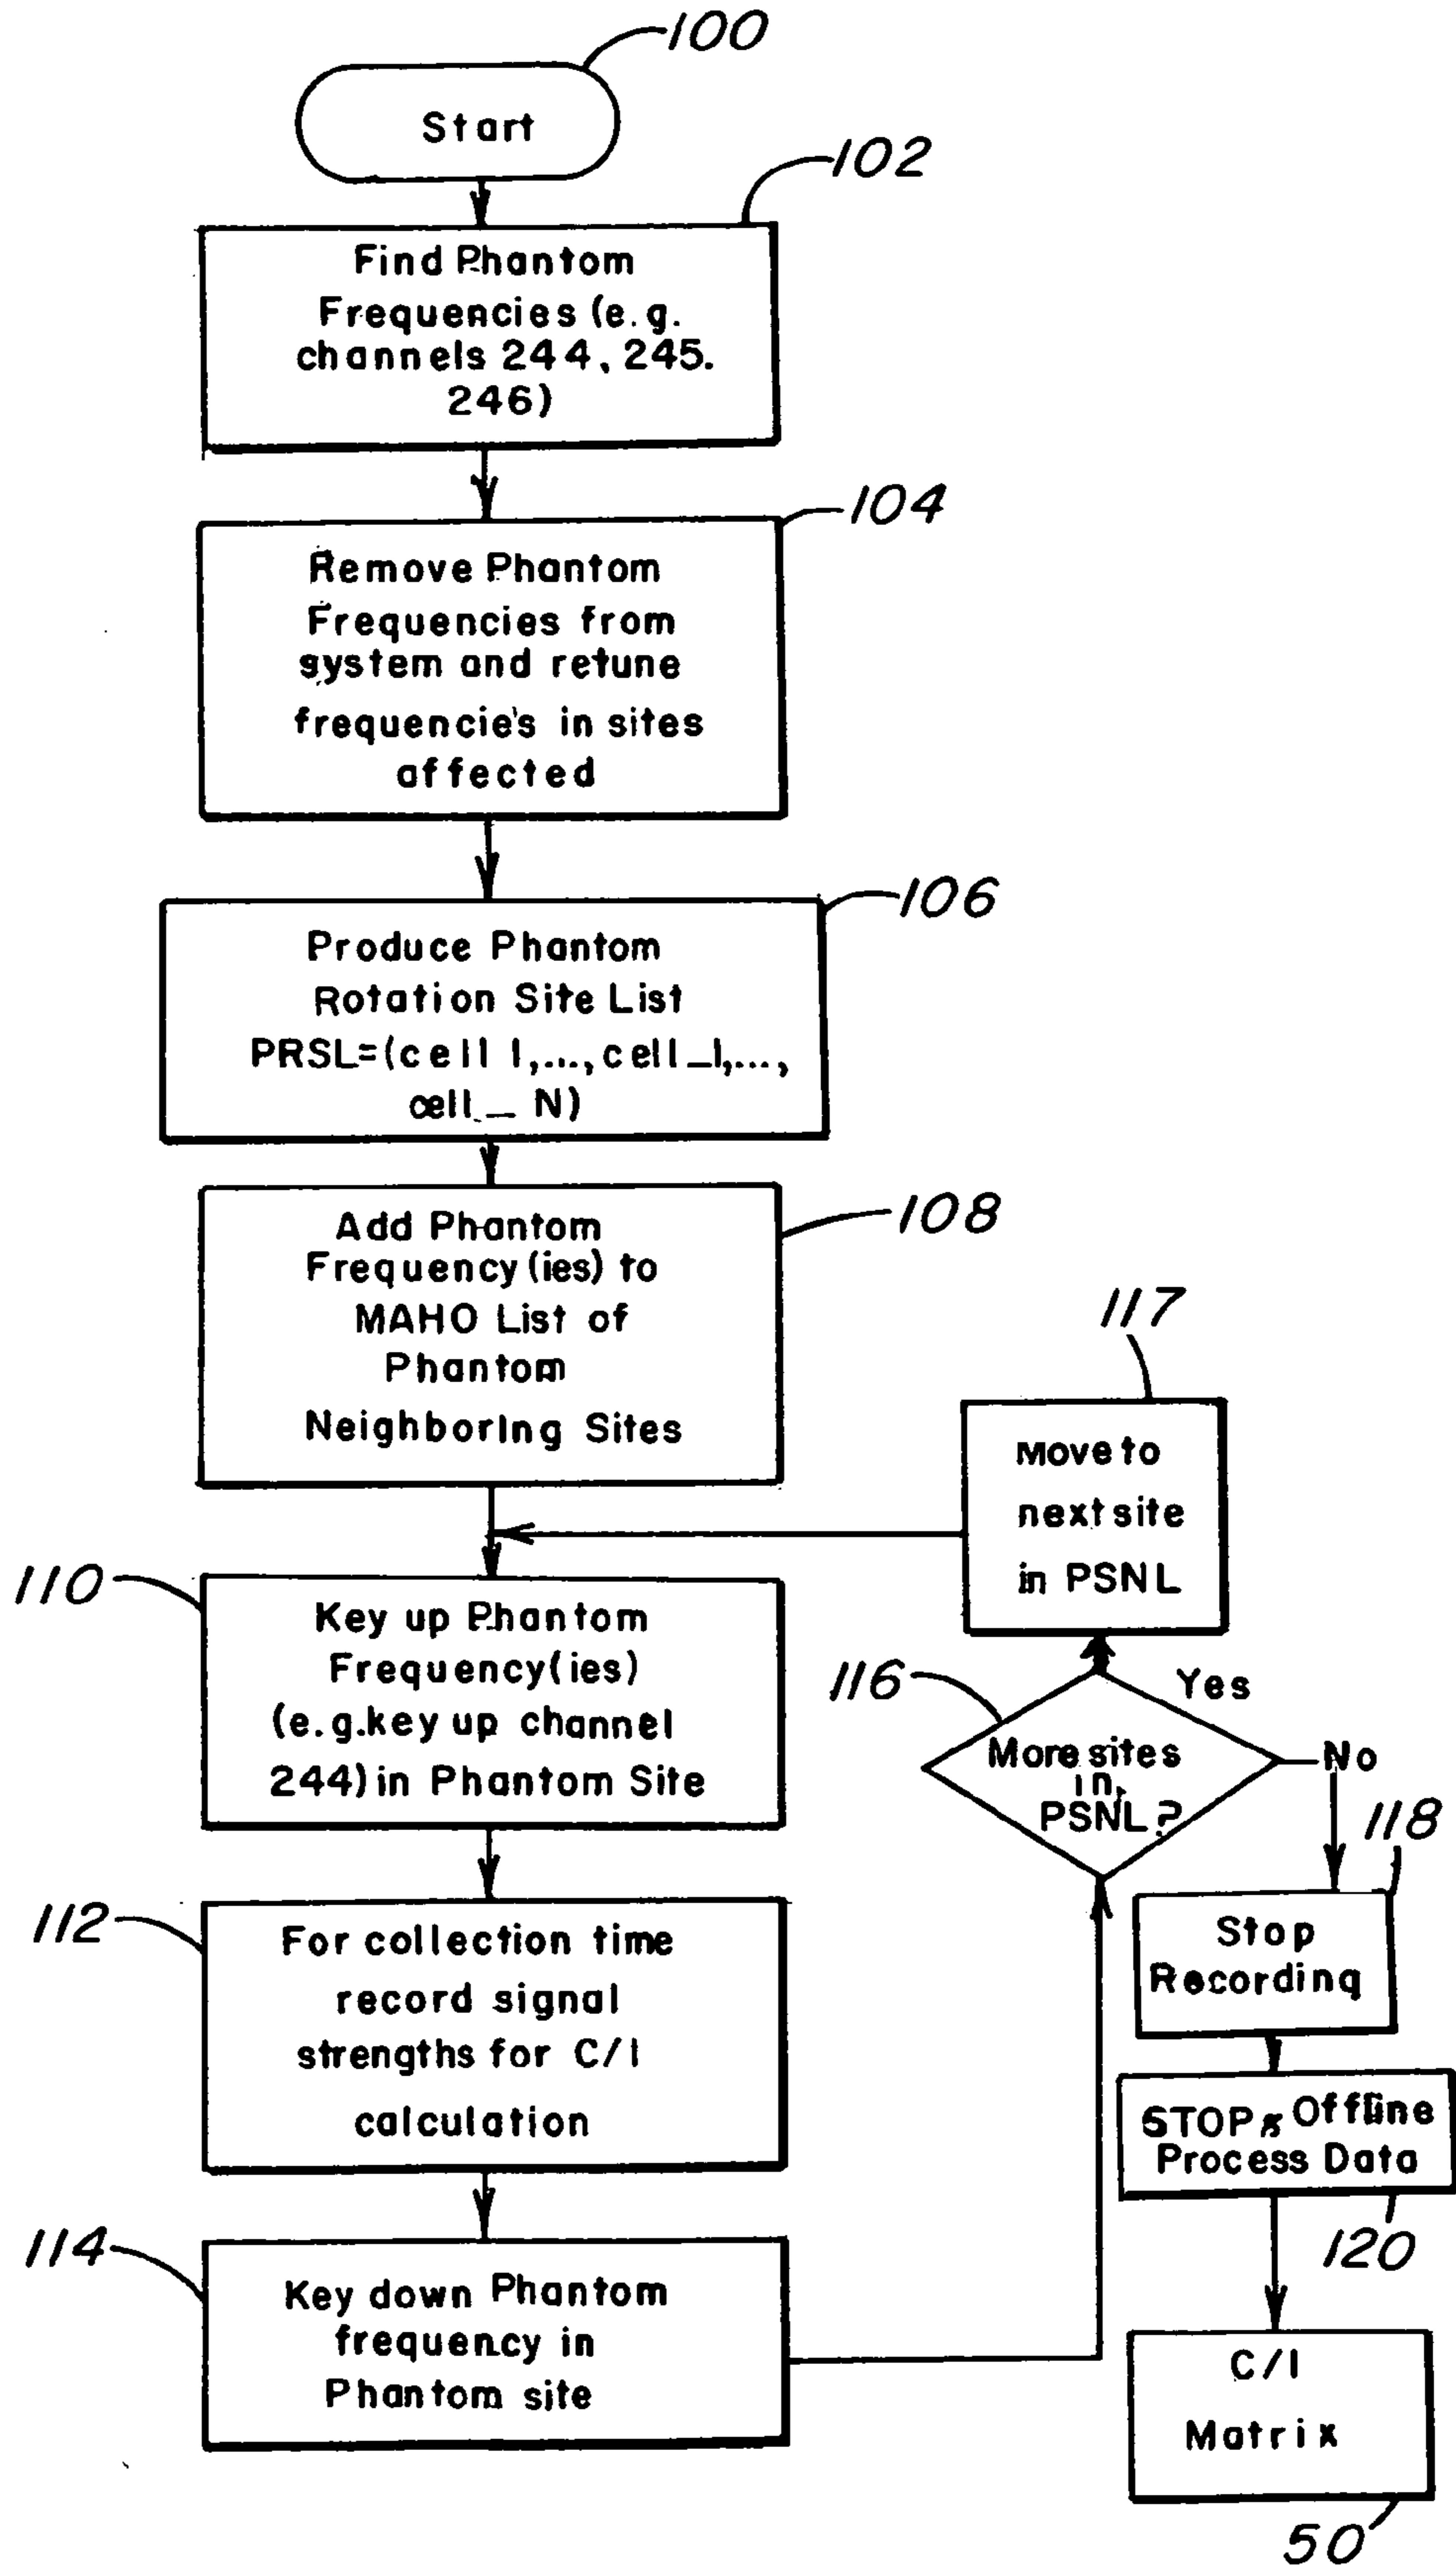 100
Start
102
Find Phantom
Frequencies (e.g.
channels 244, 245.
246)
104
Remove Phantom
Frequencies from
system and retune
frequencie's in sites
affected
106
Produce Phantom
Rotation Site List
PRSL=(cell 1,...,cell_I,...,
cell_ N)
108
Add Phantom
Frequency (ies) to
MAHO List of
Phantom
Neighboring Sites
110
Key up Phantom
Frequency(ies)
(e.g.key up channel
244) in Phantom Site
112
For collection time
record signal
strengths for C/I
calculation
114
Key down Phantom
frequency in
Phantom site
116
More sites
in
PSNL?
Yes
117
Move to
next site
in PSNL
No
118
Stop
Recording
STOP & Offline
Process Data
120
C/I
Matrix
50